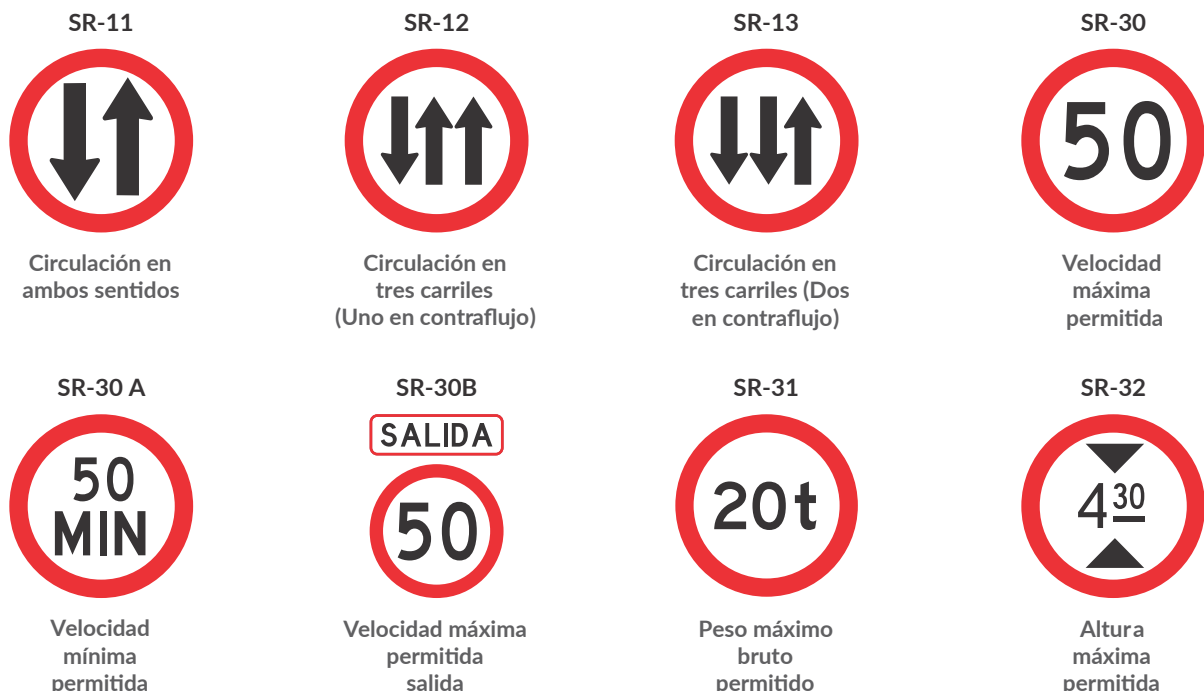 SR-11
SR-12
SR-13
SR-30
50
Circulación en
ambos sentidos
Circulación en
tres carriles
(Uno en contraflujo)
Circulación en
tres carriles (Dos
en contraflujo)
Velocidad
máxima
permitida
SR-30 A
SR-30B
SR-31
SR-32
50
MIN
SALIDA
50
20t
4 30
Velocidad
mínima
permitida
Velocidad máxima
permitida
salida
Peso máximo
bruto
permitido
Altura
máxima
permitida